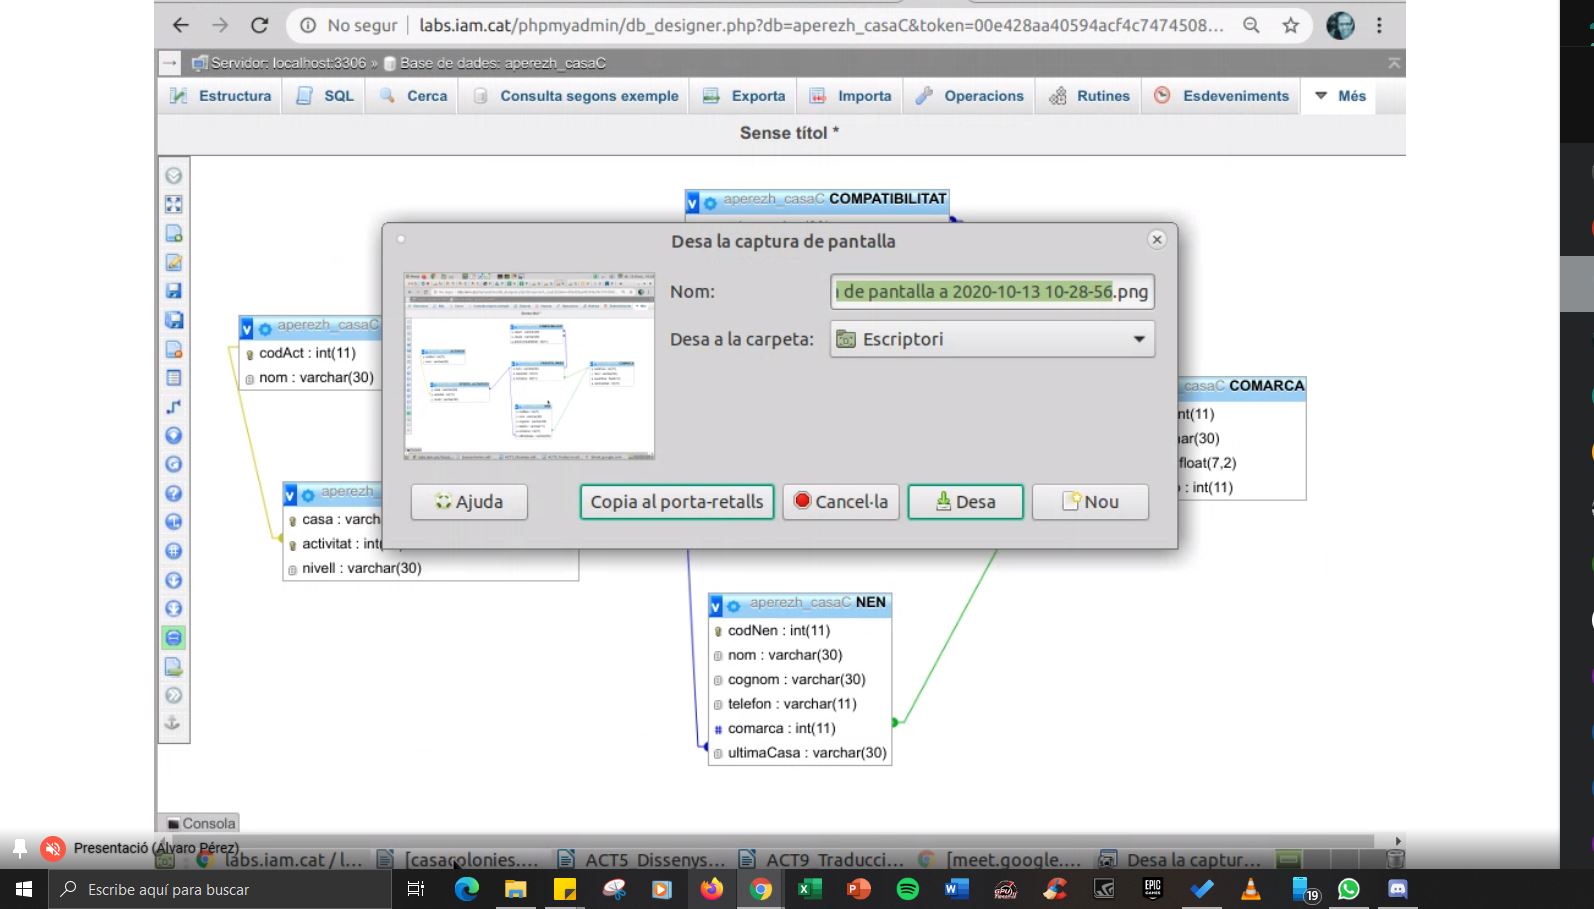 No segur
labs.iam.cat/phpmyadmin/db_designer.php?db=aperezh_casaC&token=00e428aa40594acf4c7474508...
Servidor: localhost:3306 » Base de dades: aperezh_casaC
Estructura SQL Cerca Consulta segons exemple Exporta Importa Operacions Rutines Esdeveniments Més
Sense títol *
aperezh_casaC COMPATIBILITAT
Desa la captura de pantalla
Nom: de pantalla a 2020-10-13 10-28-56.png
Desa a la carpeta: Escriptori
Ajuda Copia al porta-retalls Cancel·la Desa Nou
aperezh_casaC
codAct : int(11)
nom : varchar(30)
casaC COMARCA
int(11)
ar(30)
float(7,2)
: int(11)
aperezh_
casa : varch
activitat : int(
nivell : varchar(30)
aperezh_casaC NEN
codNen : int(11)
nom : varchar(30)
cognom : varchar(30)
telefon : varchar(11)
comarca : int(11)
ultimaCasa : varchar(30)
Consola
Presentació (Alvaro Pérez)
labs.iam.cat / l... [casacolonies.... ACT5_Dissenys... ACT9_Traducci... [meet.google.... Desa la captur...
Escribe aquí para buscar
EPIC GAMES
19